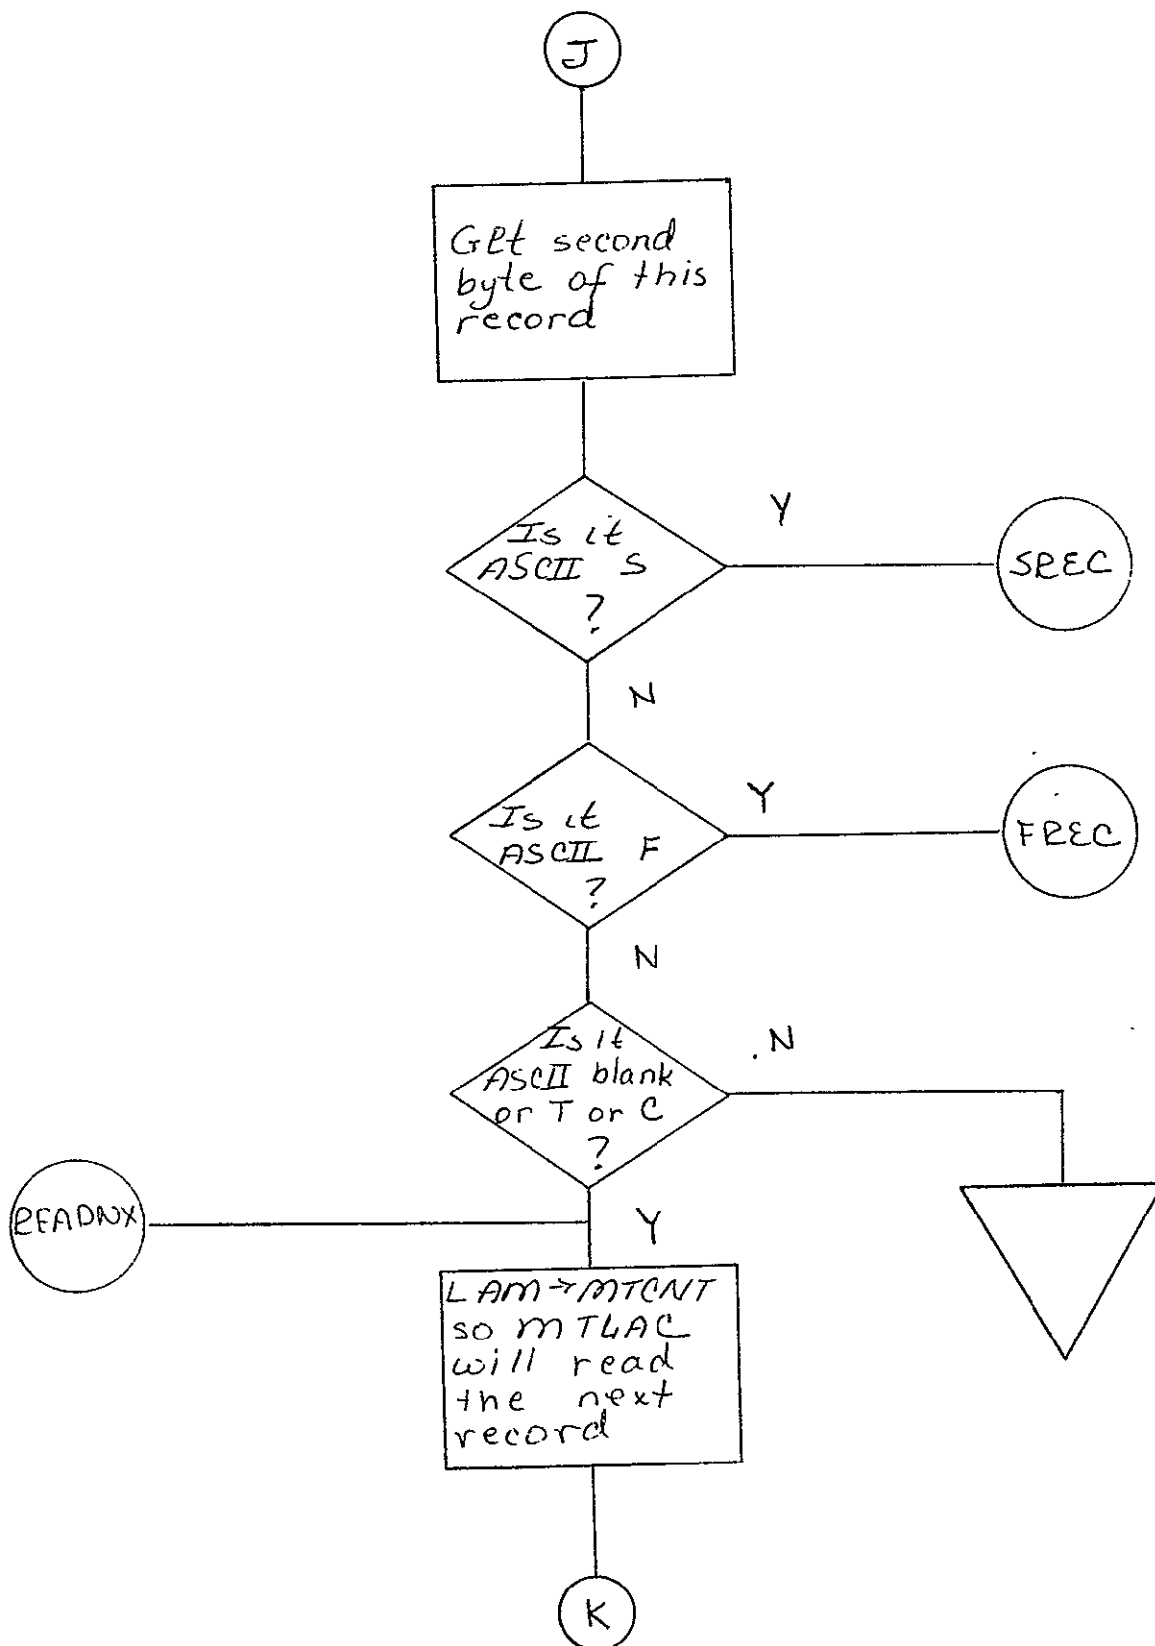 J
Get second
byte of this
record
Is it
ASCII S
?
Y
SREC
N
Is it
ASCII F
?
Y
FREC
N
Is it
ASCII blank
or T or C
?
N
READNX
Y
LAM→MTCNT
so MTLAC
will read
the next
record
K